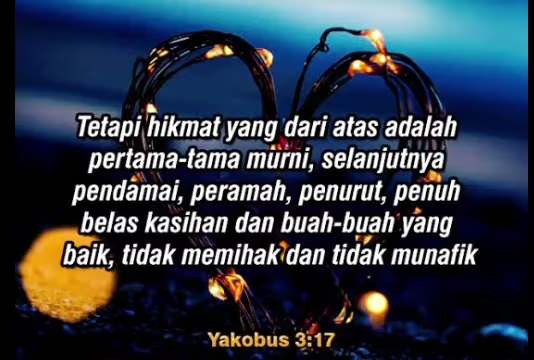 Tetapi hikmat yang dari atas adalah
pertama-tama murni, selanjutnya
pendamai, peramah, penurut, penuh
belas kasihan dan buah-buah yang
baik, tidak memihak dan tidak munafik
Yakobus 3:17